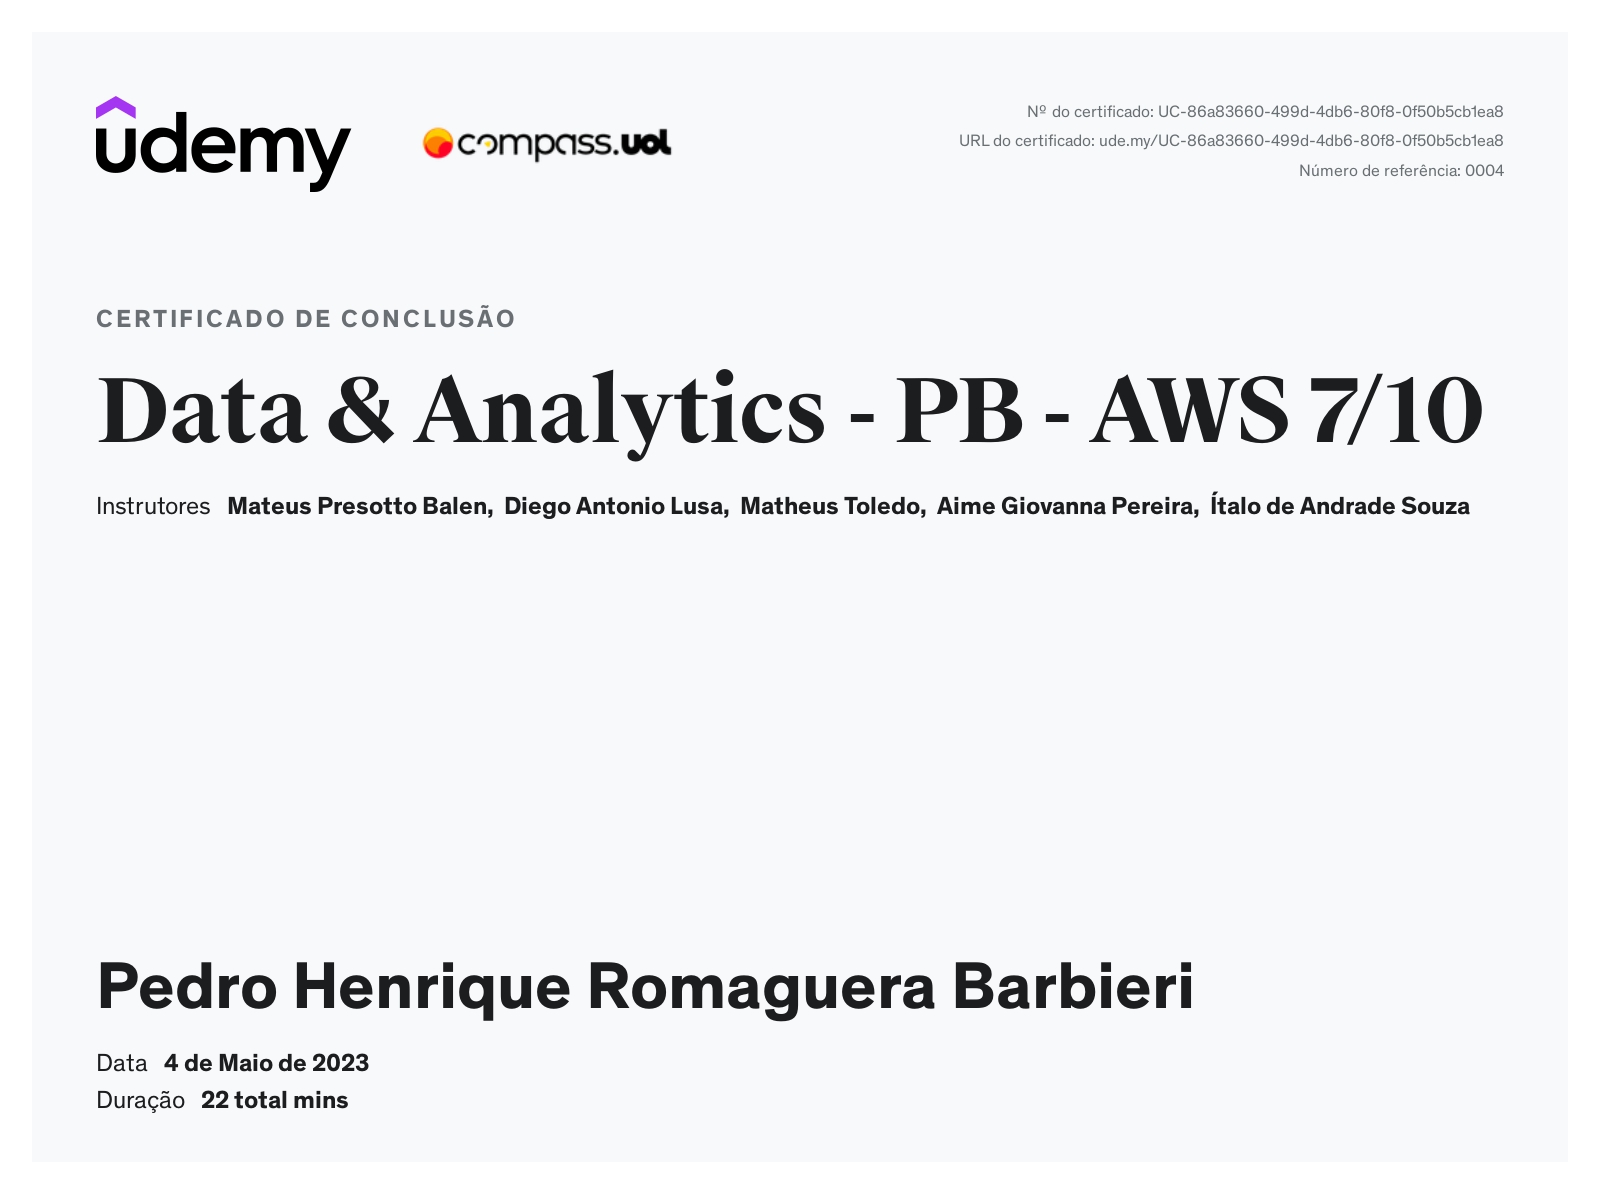 udemy
compass.uol
Nº do certificado: UC-86a83660-499d-4db6-80f8-0f50b5cb1ea8
URL do certificado: ude.my/UC-86a83660-499d-4db6-80f8-0f50b5cb1ea8
Número de referência: 0004
CERTIFICADO DE CONCLUSÃO
Data & Analytics - PB - AWS 7/10
Instrutores Mateus Presotto Balen, Diego Antonio Lusa, Matheus Toledo, Aime Giovanna Pereira, Ítalo de Andrade Souza
Pedro Henrique Romaguera Barbieri
Data 4 de Maio de 2023
Duração 22 total mins